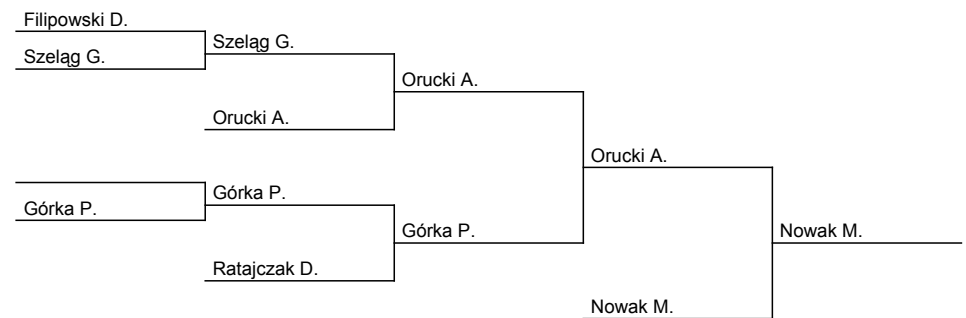 Filipowski D.
Szeląg G.
Szeląg G.
Orucki A.
Orucki A.
Orucki A.
Górka P.
Górka P.
Górka P.
Ratajczak D.
Nowak M.
Nowak M.